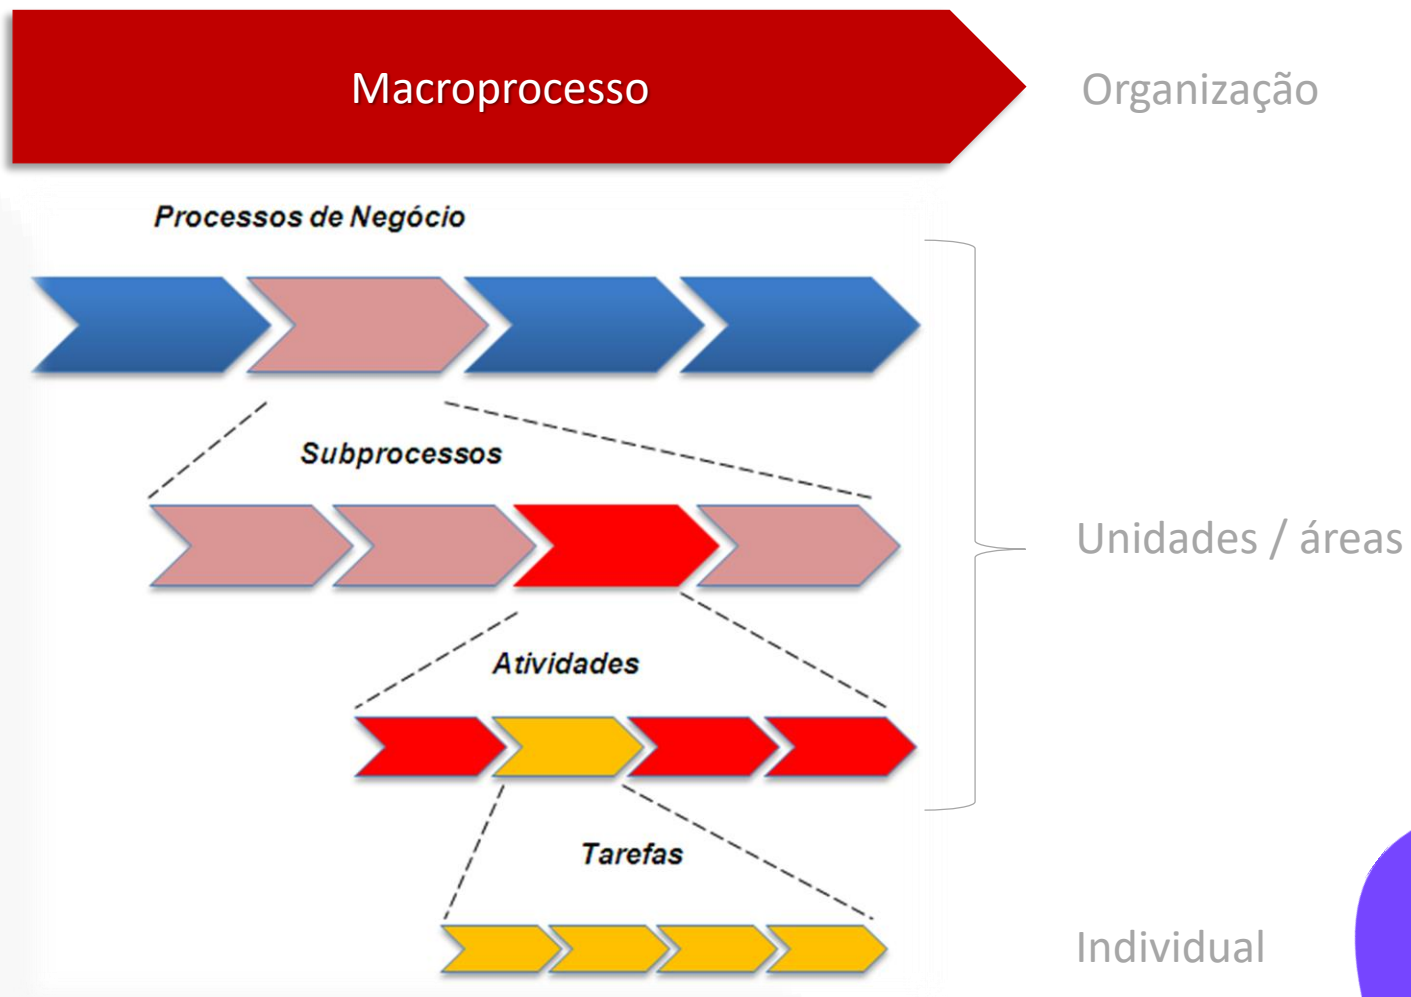 Macroprocesso
Organização
Processos de Negócio
Subprocessos
Unidades / áreas
Atividades
Tarefas
Individual